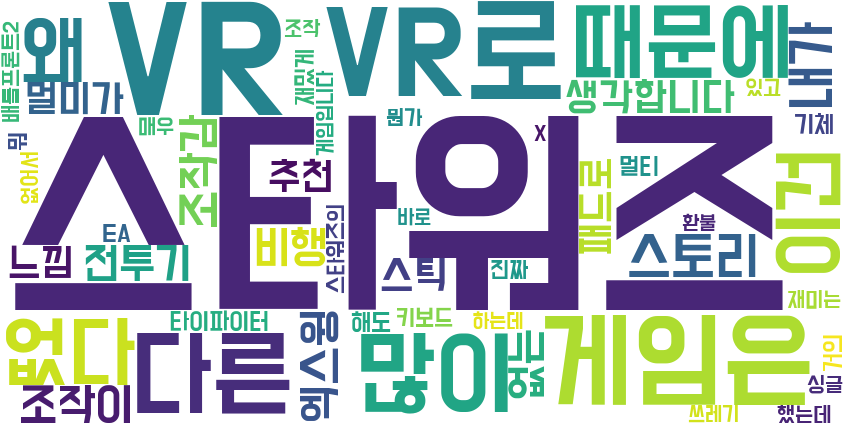 배틀프론트2
왜
VR
VR로
조작
때문에
내가
멀미가
재밌게
게임입니다
생각합니다
있고
기체
뭐
매우
뭔가
X
스타워즈
없어서
조작감
추천
멀티
패드로
이건
EA
비행
스타워즈의
바로
환불
느낌
전투기
스틱
진짜
스토리
재미는
타이파이터
엑스윙
해도
키보드
하는데
없다
다른
많이
없는
게임은
거의
싱글
조작이
쓰레기
했는데